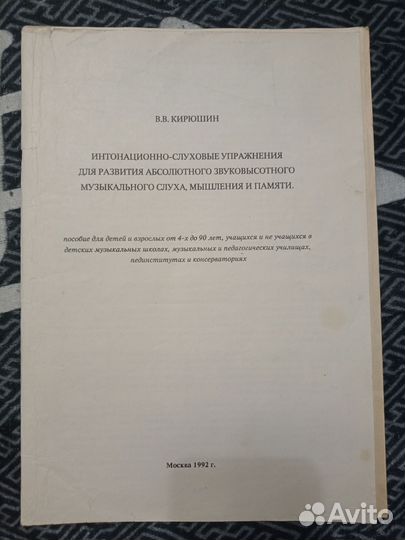 В.В. КИРЮШИН
ИНТОНАЦИОННО-СЛУХОВЫЕ УПРАЖНЕНИЯ
ДЛЯ РАЗВИТИЯ АБСОЛЮТНОГО ЗВУКОВЫСОТНОГО
МУЗЫКАЛЬНОГО СЛУХА, МЫШЛЕНИЯ И ПАМЯТИ.
пособие для детей и взрослых от 4-х до 90 лет, учащихся и не учащихся в
детских музыкальных школах, музыкальных и педагогических училищах,
пединститутах и консерваториях
Москва 1992 г.
Avito